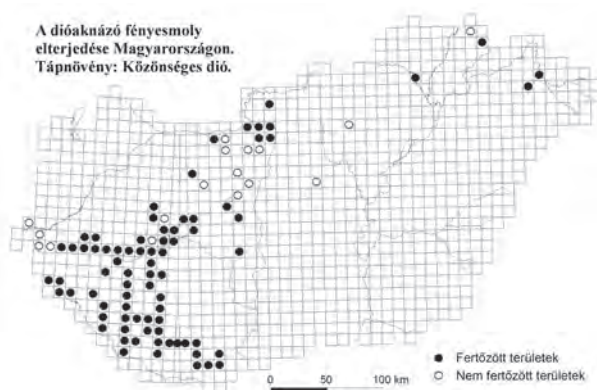 A dióaknázó fényesmoly
elterjedése Magyarországon.
Tápnövény: Közönséges dió.
Fertőzött területek
Nem fertőzött területek
0 50 100 km